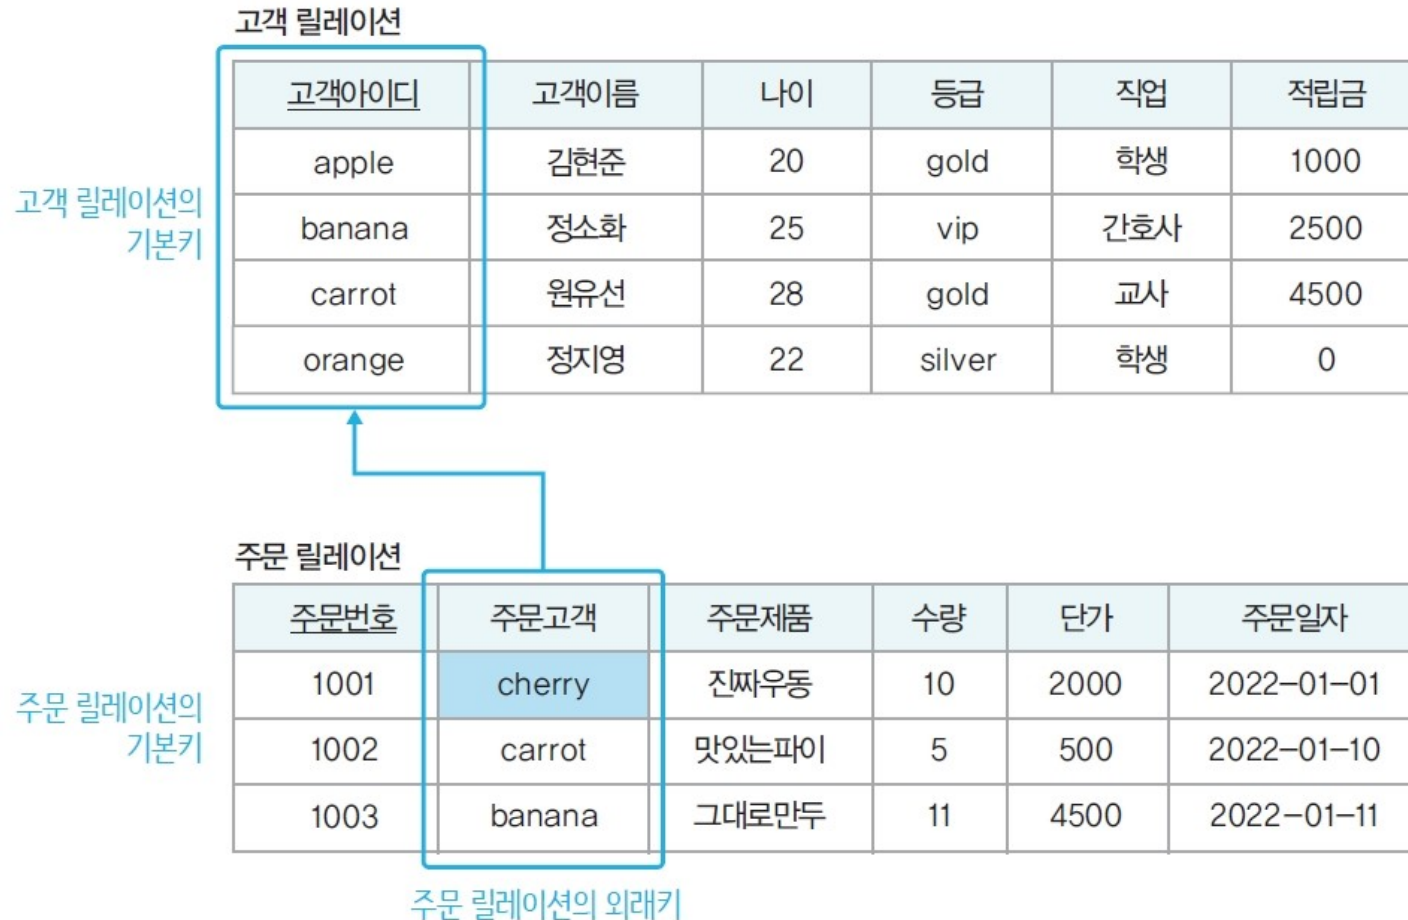 고객 릴레이션
고객아이디 고객이름 나이 등급 직업 적립금
apple 김현준 20 gold 학생 1000
고객 릴레이션의
기본키
banana 정소화 25 vip 간호사 2500
carrot 원유선 28 gold 교사 4500
orange 정지영 22 silver 학생 0
주문 릴레이션
주문번호 주문고객 주문제품 수량 단가 주문일자
1001 cherry 진짜우동 10 2000 2022-01-01
주문 릴레이션의
기본키
1002 carrot 맛있는파이 5 500 2022-01-10
1003 banana 그대로만두 11 4500 2022-01-11
주문 릴레이션의 외래키